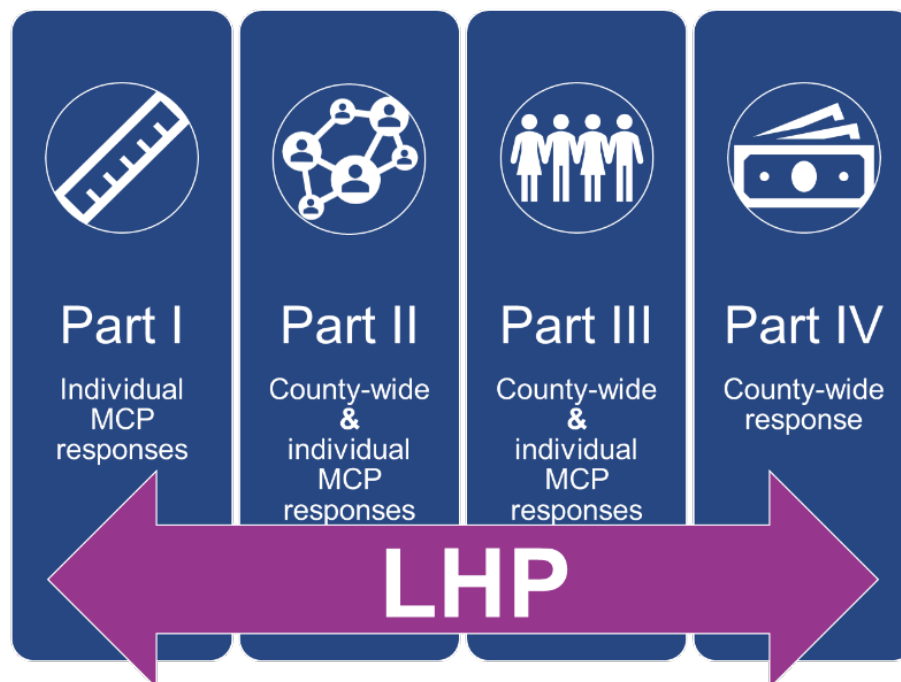 Part I
Individual
MCP
responses
Part II
County-wide
&
individual
MCP
responses
Part III
County-wide
&
individual
MCP
responses
Part IV
County-wide
response
LHP